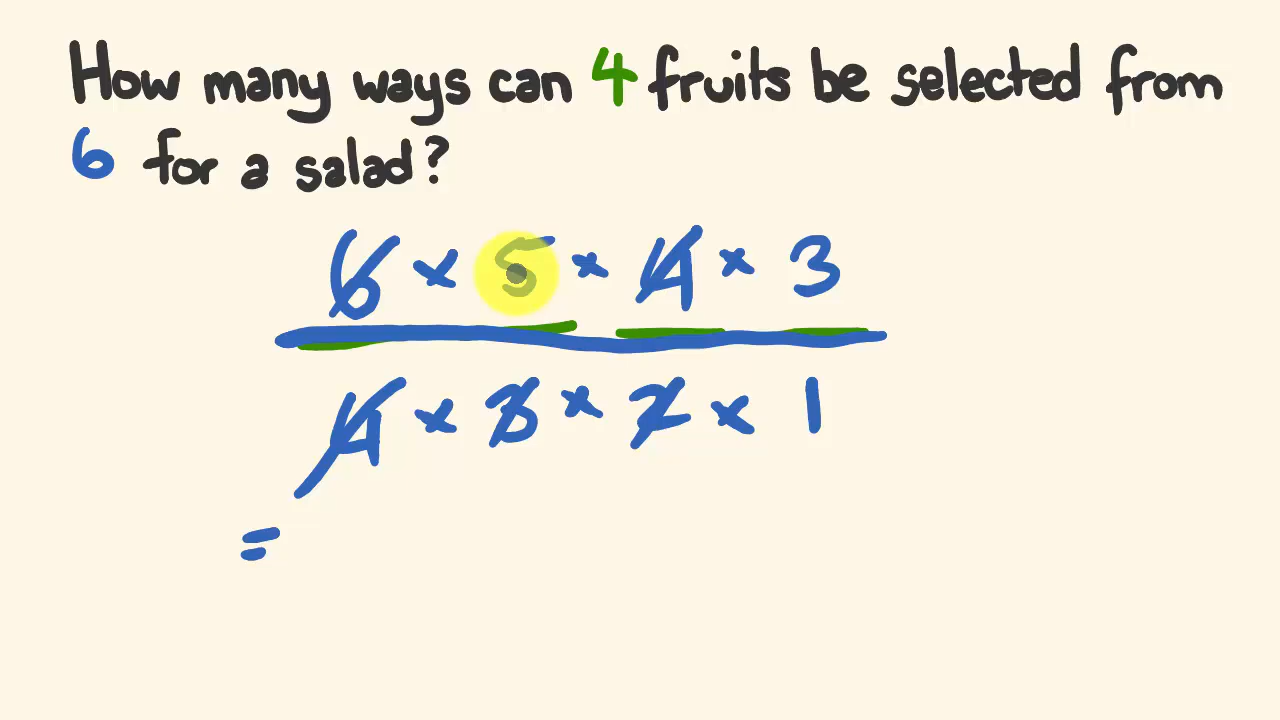 How many ways can 4 fruits be selected from
6 for a salad?
6 × 5 × 4 × 3
4 × 3 × 2 × 1
=